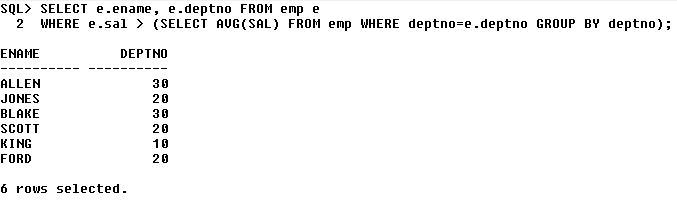 SQL> SELECT e.ename, e.deptno FROM emp e
  2  WHERE e.sal > (SELECT AVG(SAL) FROM emp WHERE deptno=e.deptno GROUP BY deptno);
ENAME          DEPTNO
---------- ----------
ALLEN              30
JONES              20
BLAKE              30
SCOTT              20
KING               10
FORD               20
6 rows selected.